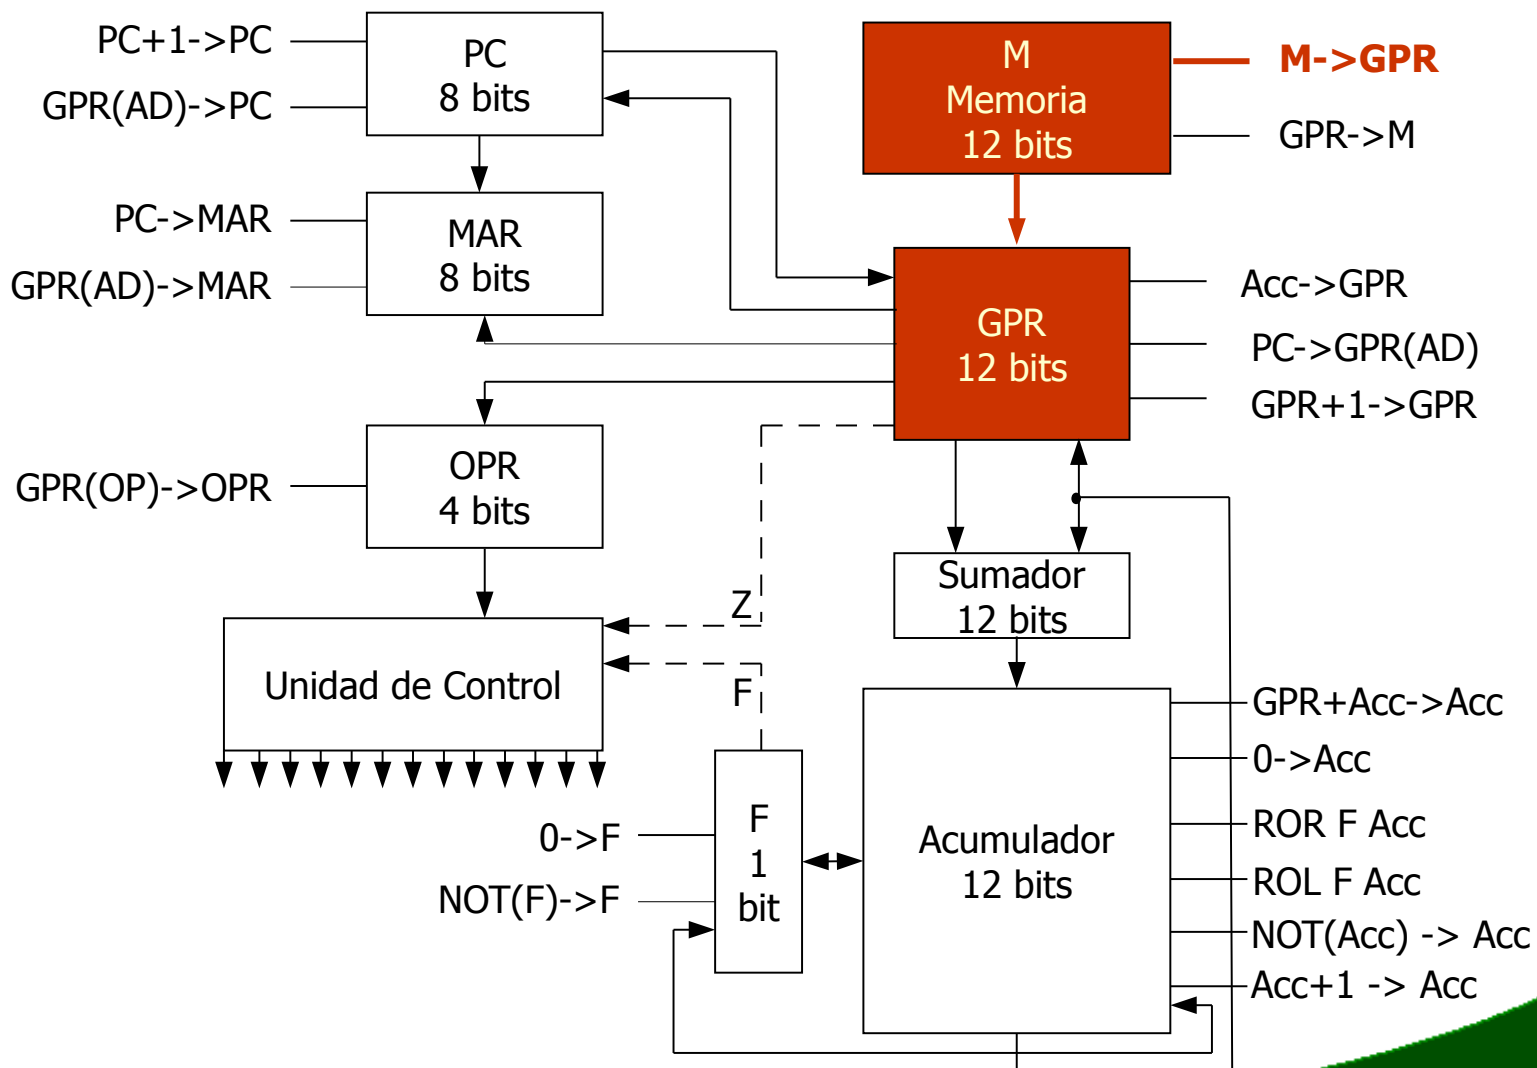 PC+1->PC
GPR(AD)->PC
PC
8 bits
M
Memoria
12 bits
M->GPR
GPR->M
PC->MAR
GPR(AD)->MAR
MAR
8 bits
GPR
12 bits
Acc->GPR
PC->GPR(AD)
GPR+1->GPR
GPR(OP)->OPR
OPR
4 bits
Sumador
12 bits
Z
F
Unidad de Control
GPR+Acc->Acc
0->Acc
ROR F Acc
ROL F Acc
NOT(Acc) -> Acc
Acc+1 -> Acc
0->F
NOT(F)->F
F
1
bit
Acumulador
12 bits